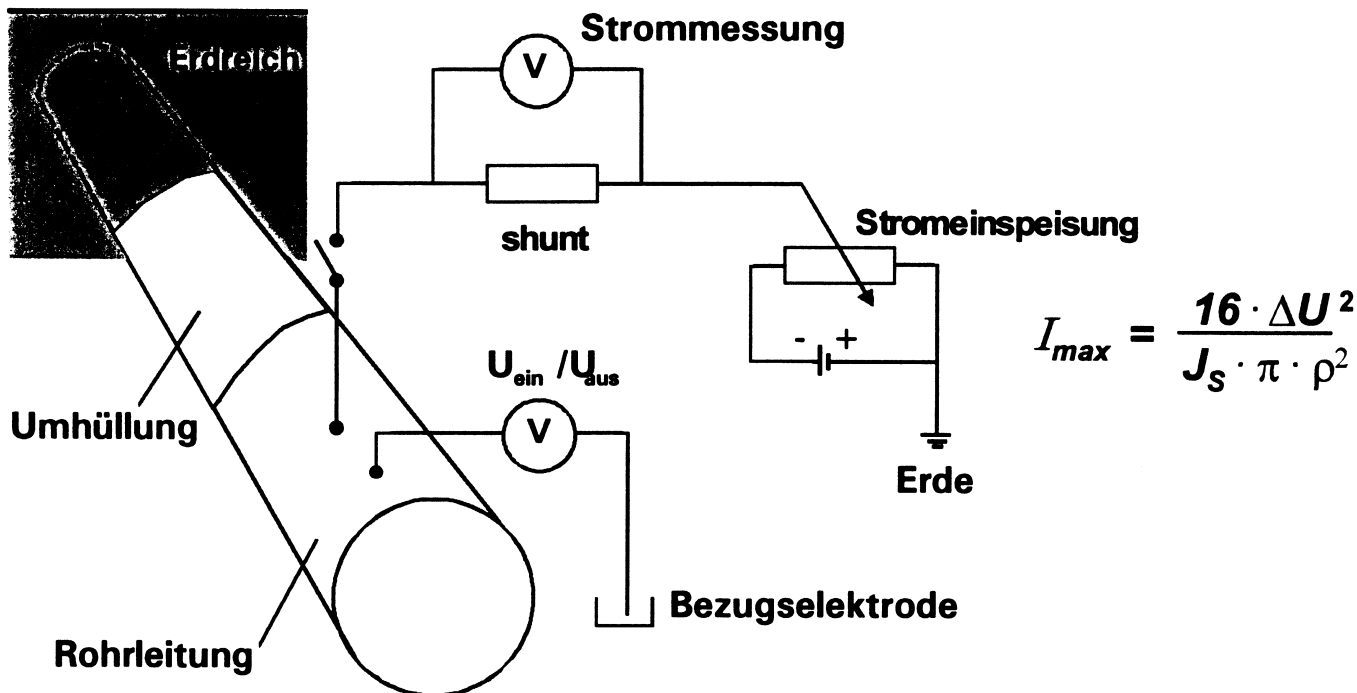 Erdreich
Strommessung
V
shunt
Stromeinspeisung
- +
I_max = 16 · ΔU² / J_S · π · ρ²
U_ein /U_aus
V
Umhüllung
Erde
Bezugselektrode
Rohrleitung